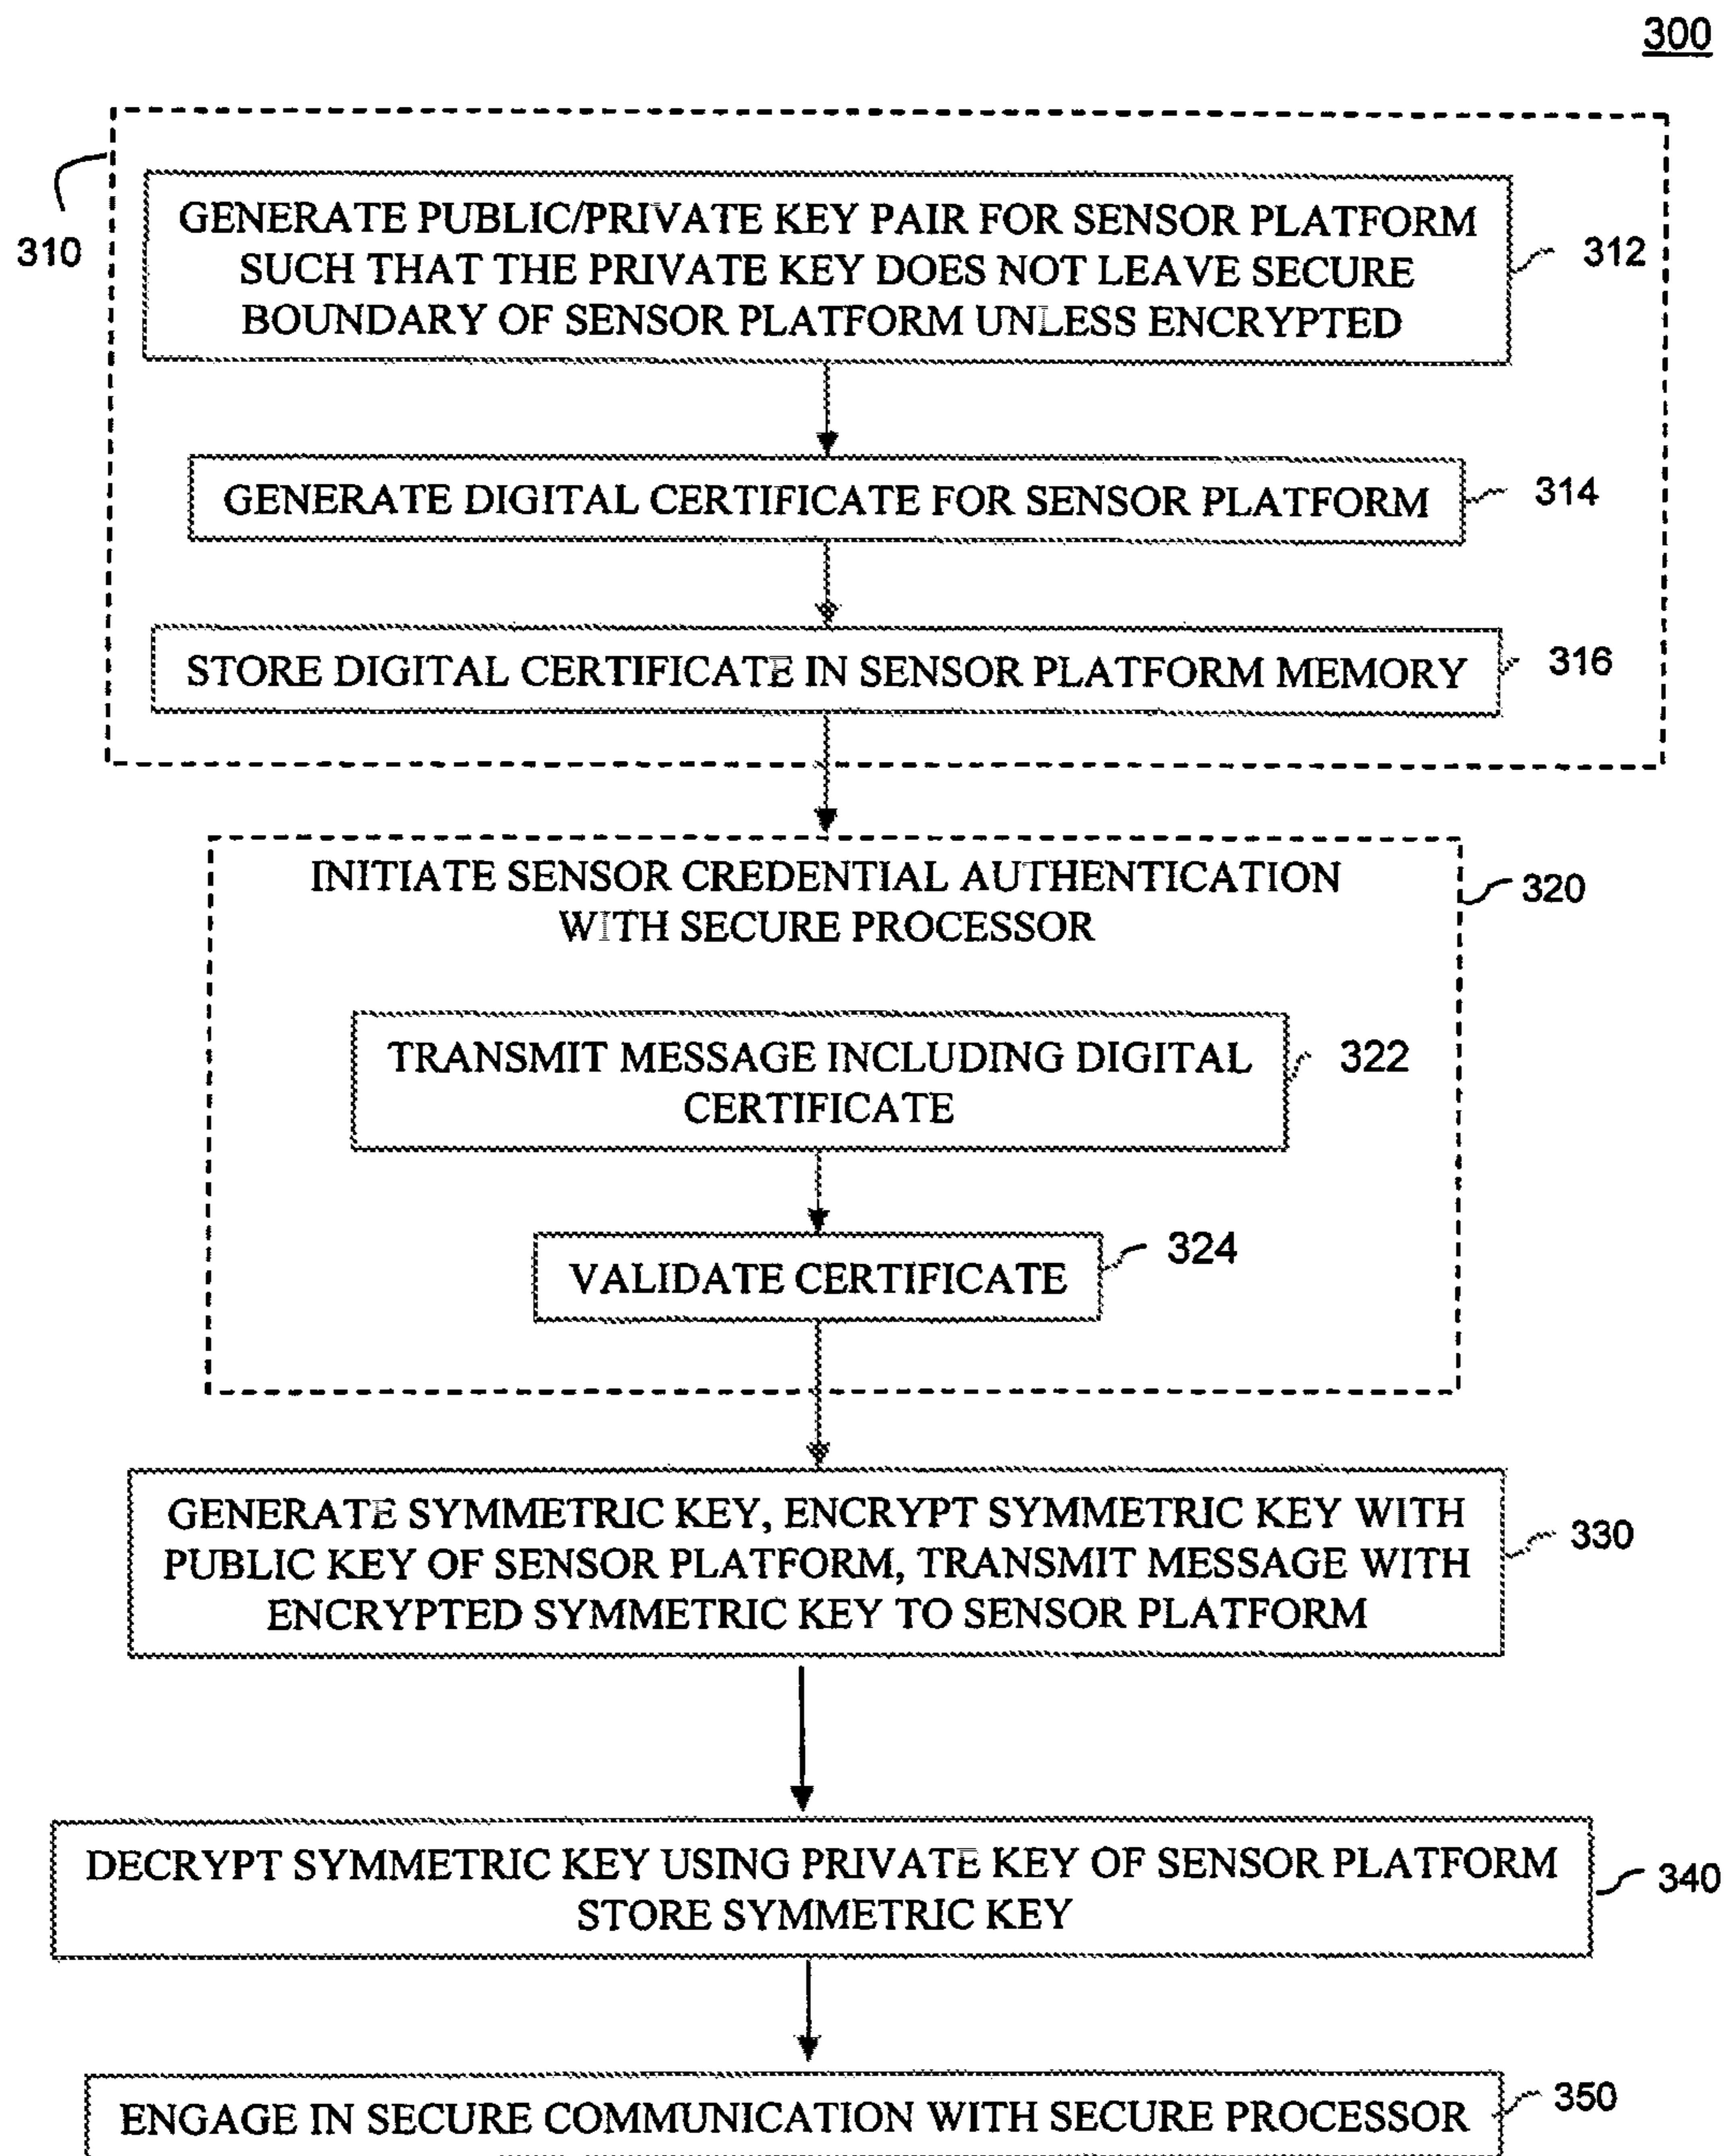 300
310
GENERATE PUBLIC/PRIVATE KEY PAIR FOR SENSOR PLATFORM
SUCH THAT THE PRIVATE KEY DOES NOT LEAVE SECURE
BOUNDARY OF SENSOR PLATFORM UNLESS ENCRYPTED
312
GENERATE DIGITAL CERTIFICATE FOR SENSOR PLATFORM
314
STORE DIGITAL CERTIFICATE IN SENSOR PLATFORM MEMORY
316
INITIATE SENSOR CREDENTIAL AUTHENTICATION
WITH SECURE PROCESSOR
320
TRANSMIT MESSAGE INCLUDING DIGITAL
CERTIFICATE
322
VALIDATE CERTIFICATE
324
GENERATE SYMMETRIC KEY, ENCRYPT SYMMETRIC KEY WITH
PUBLIC KEY OF SENSOR PLATFORM, TRANSMIT MESSAGE WITH
ENCRYPTED SYMMETRIC KEY TO SENSOR PLATFORM
330
DECRYPT SYMMETRIC KEY USING PRIVATE KEY OF SENSOR PLATFORM
STORE SYMMETRIC KEY
340
ENGAGE IN SECURE COMMUNICATION WITH SECURE PROCESSOR
350